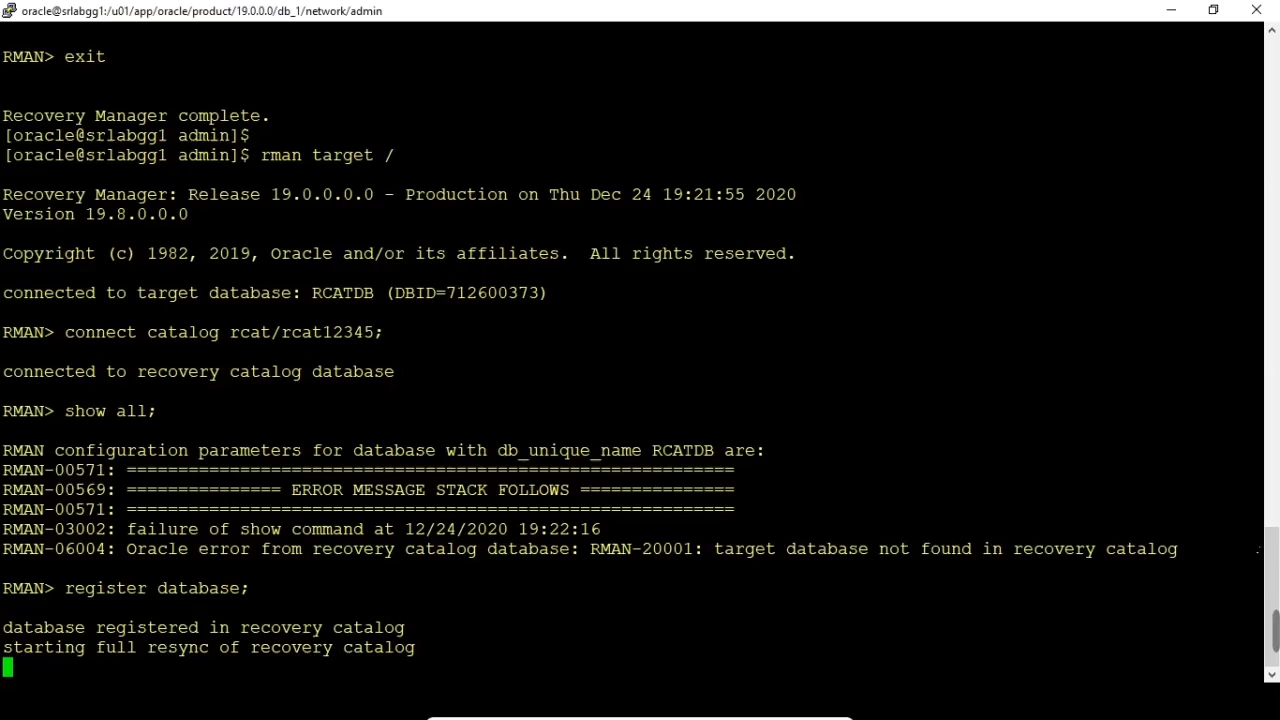 oracle@srlabgg1:/u01/app/oracle/product/19.0.0.0/db_1/network/admin
RMAN> exit
Recovery Manager complete.
[oracle@srlabgg1 admin]$
[oracle@srlabgg1 admin]$ rman target /
Recovery Manager: Release 19.0.0.0.0 - Production on Thu Dec 24 19:21:55 2020
Version 19.8.0.0.0
Copyright (c) 1982, 2019, Oracle and/or its affiliates.  All rights reserved.
connected to target database: RCATDB (DBID=712600373)
RMAN> connect catalog rcat/rcat12345;
connected to recovery catalog database
RMAN> show all;
RMAN configuration parameters for database with db_unique_name RCATDB are:
RMAN-00571: ===========================================================
RMAN-00569: =============== ERROR MESSAGE STACK FOLLOWS ===============
RMAN-00571: ===========================================================
RMAN-03002: failure of show command at 12/24/2020 19:22:16
RMAN-06004: Oracle error from recovery catalog database: RMAN-20001: target database not found in recovery catalog
RMAN> register database;
database registered in recovery catalog
starting full resync of recovery catalog